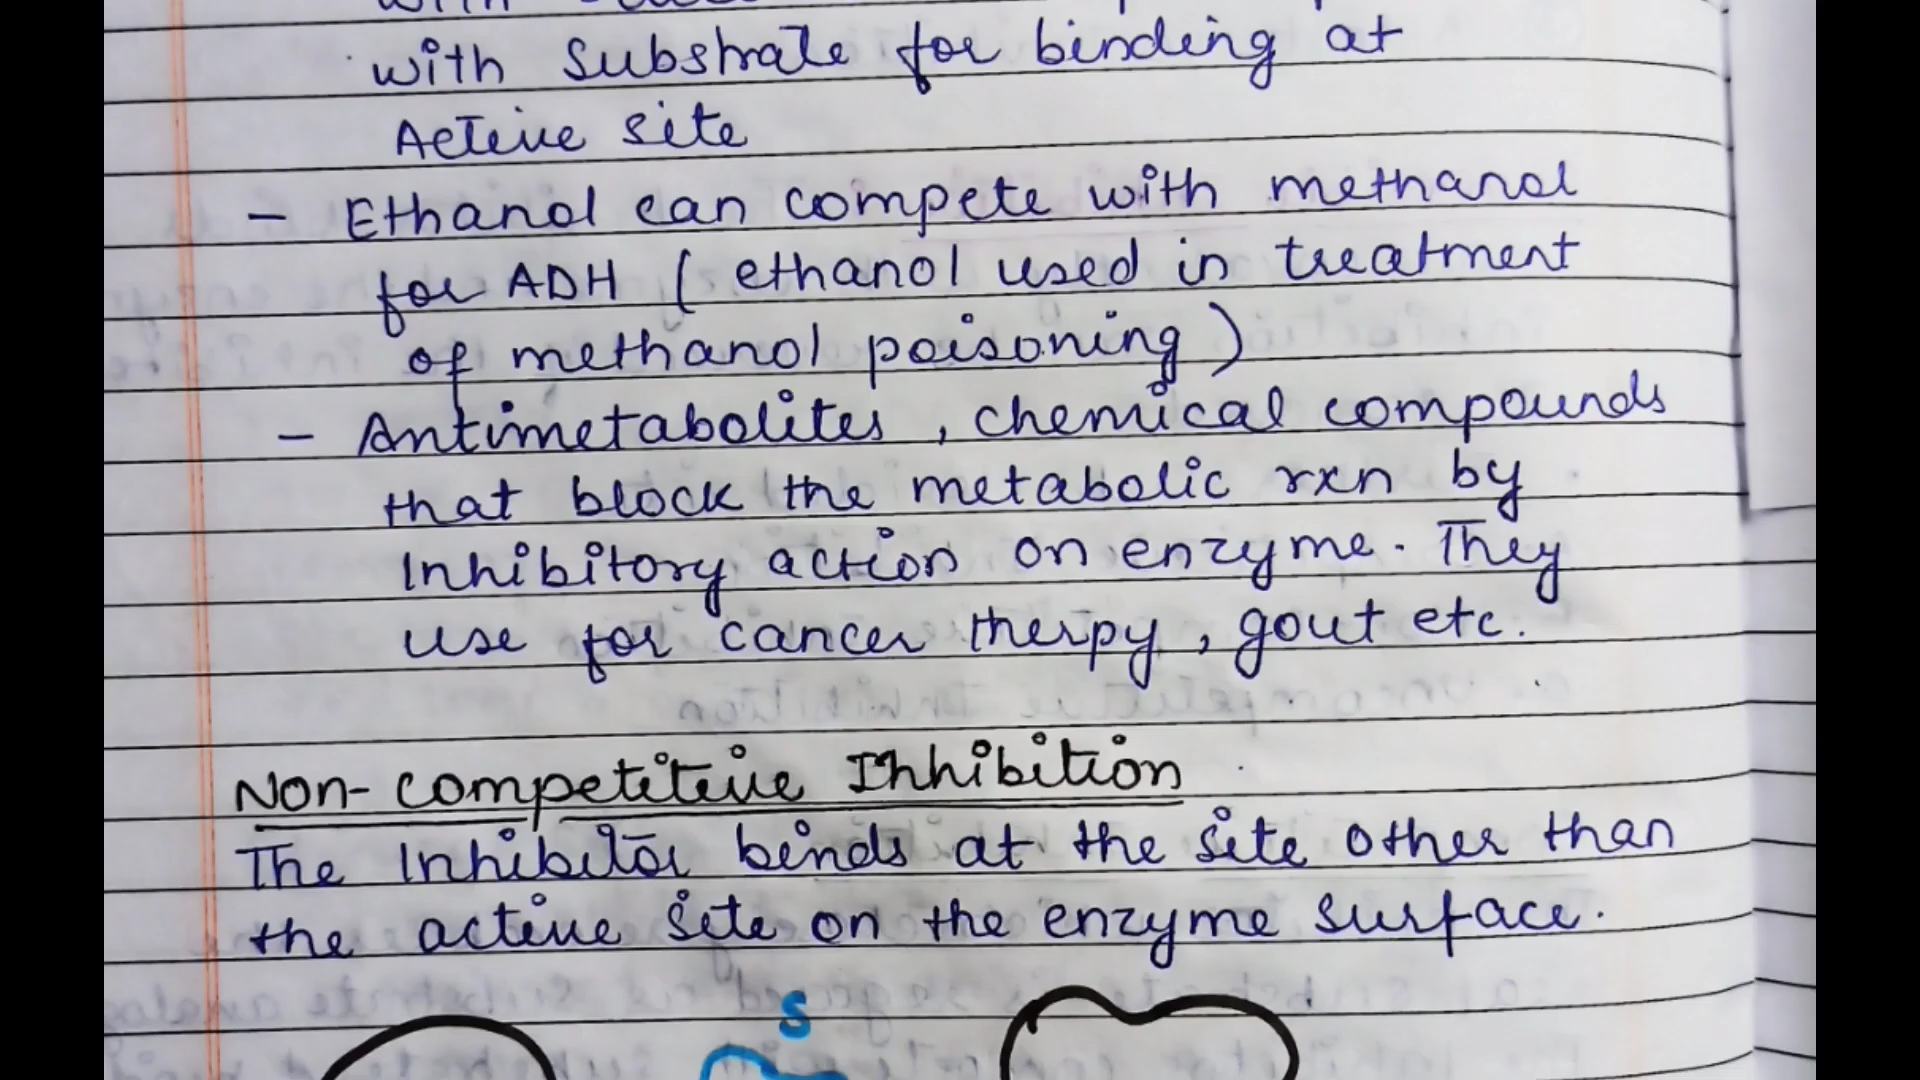 with substrate for binding at
Active site
- Ethanol can compete with methanol
for ADH ( ethanol used in treatment
of methanol poisoning )
- Antimetabolites , chemical compounds
that block the metabolic rxn by
Inhibitory action on enzyme. They
use for cancer therpy , gout etc.
Non-competitive Inhibition
The Inhibitor binds at the site other than
the active site on the enzyme surface.
S